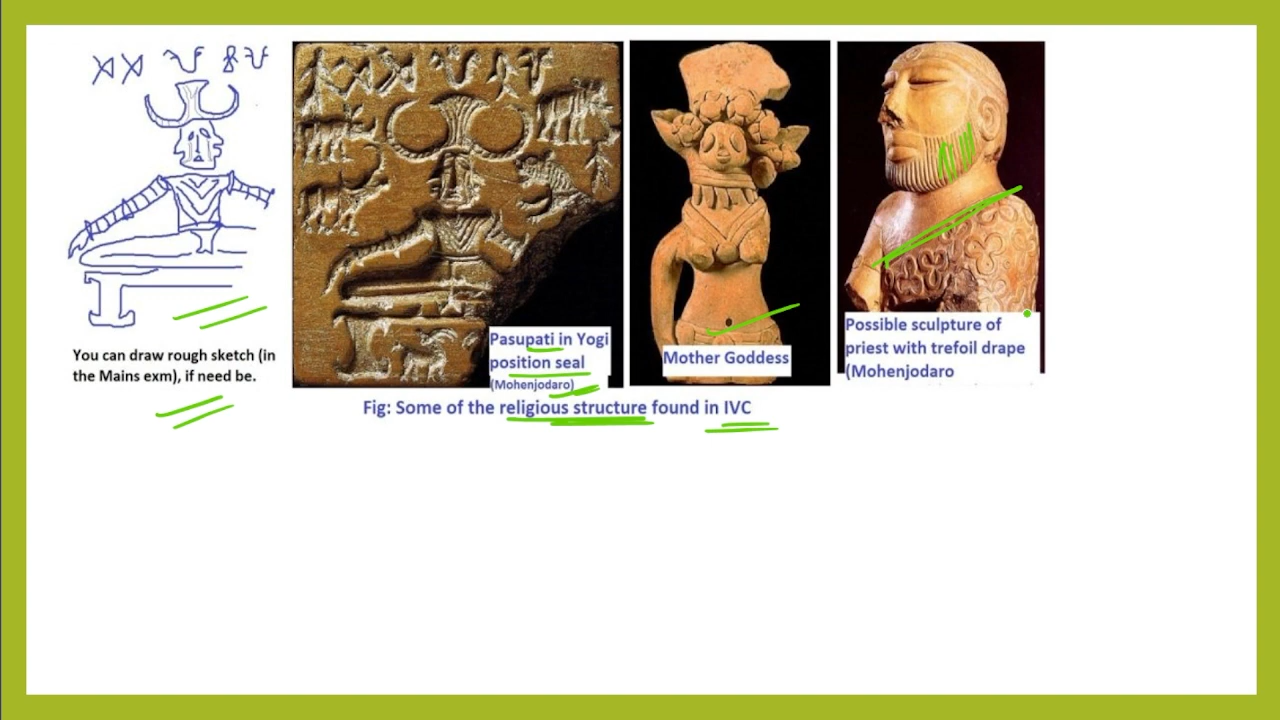 You can draw rough sketch (in
the Mains exm), if need be.
Pasupati in Yogi
position seal
(Mohenjodaro)
Mother Goddess
Possible sculpture of
priest with trefoil drape
(Mohenjodaro
Fig: Some of the religious structure found in IVC